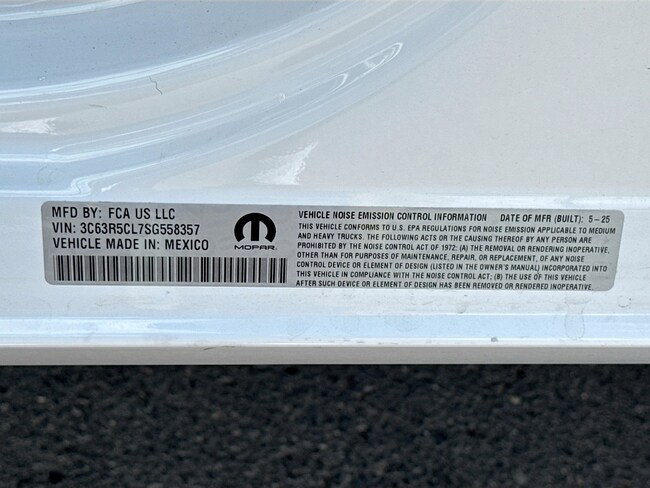 MFD BY: FCA US LLC
VIN: 3C63R5CL7SG558357
VEHICLE MADE IN: MEXICO
MOPAR
VEHICLE NOISE EMISSION CONTROL INFORMATION DATE OF MFR (BUILT): 5-25
THIS VEHICLE CONFORMS TO U.S. EPA REGULATIONS FOR NOISE EMISSION APPLICABLE TO MEDIUM
AND HEAVY TRUCKS. THE FOLLOWING ACTS OR THE CAUSING THEREOF BY ANY PERSON ARE
PROHIBITED BY THE NOISE CONTROL ACT OF 1972: (A) THE REMOVAL OR RENDERING INOPERATIVE,
OTHER THAN FOR PURPOSES OF MAINTENANCE, REPAIR, OR REPLACEMENT, OF ANY NOISE
CONTROL DEVICE OR ELEMENT OF DESIGN (LISTED IN THE OWNER'S MANUAL) INCORPORATED INTO
THIS VEHICLE IN COMPLIANCE WITH THE NOISE CONTROL ACT; (B) THE USE OF THIS VEHICLE
AFTER SUCH DEVICE OR ELEMENT OF DESIGN HAS BEEN REMOVED OR RENDERED INOPERATIVE.